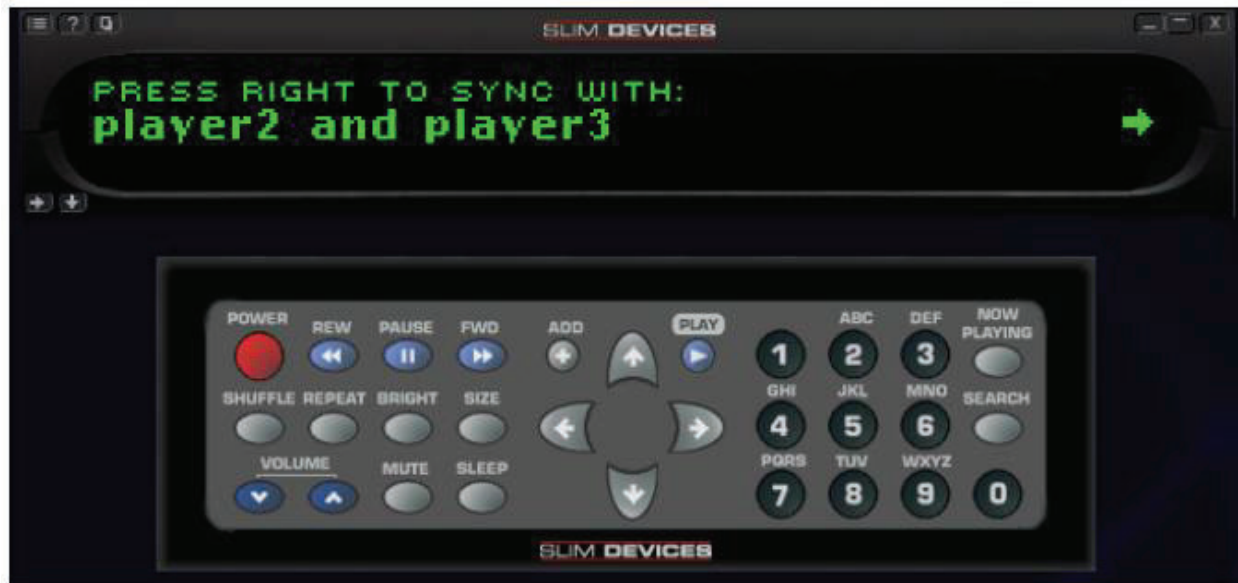 ?
SLIM DEVICES
X
PRESS RIGHT TO SYNC WITH:
player2 and player3
POWER REW PAUSE FWD ADD PLAY ABC DEF NOW PLAYING
1 2 3
SHUFFLE REPEAT BRIGHT SIZE GHI JKL MNO SEARCH
4 5 6
VOLUME MUTE SLEEP PQRS TUV WXYZ
7 8 9 0
SLIM DEVICES